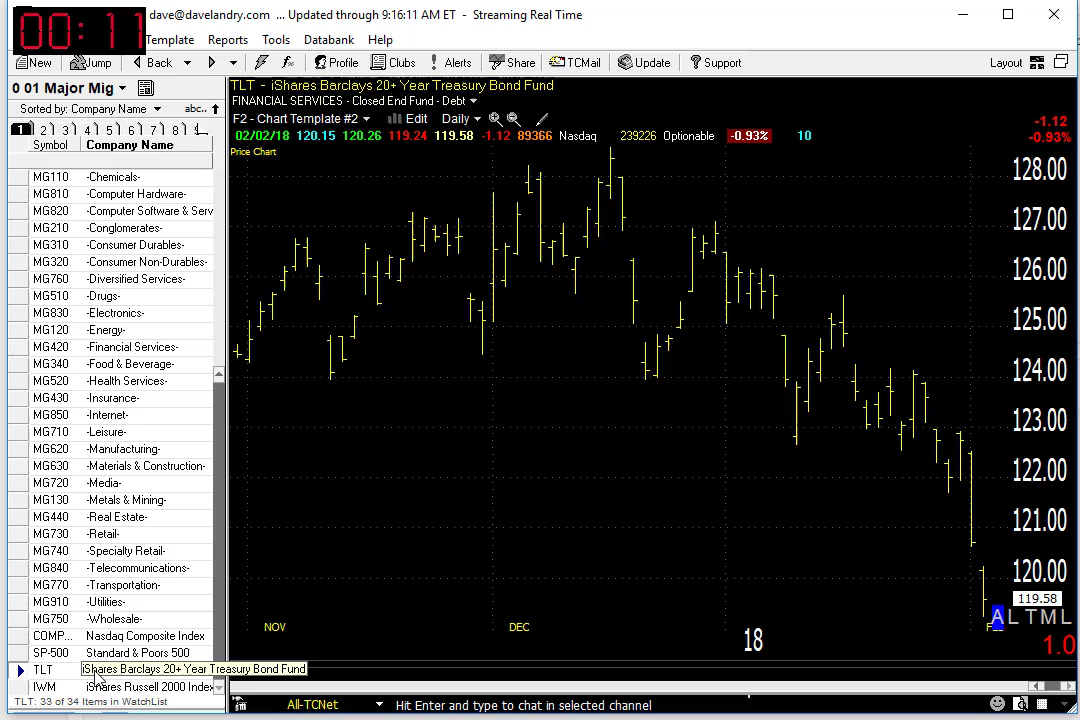 00:11
dave@davelandry.com ... Updated through 9:16:11 AM ET - Streaming Real Time
Template Reports Tools Databank Help
New Jump Back Profile Clubs Alerts Share TCMail Update Support Layout
0 01 Major Mig
Sorted by: Company Name abc..
1 2 3 4 5 6 7 8
Symbol Company Name
MG110 -Chemicals-
MG810 -Computer Hardware-
MG820 -Computer Software & Serv
MG210 -Conglomerates-
MG310 -Consumer Durables-
MG320 -Consumer Non-Durables-
MG760 -Diversified Services-
MG510 -Drugs-
MG830 -Electronics-
MG120 -Energy-
MG420 -Financial Services-
MG340 -Food & Beverage-
MG520 -Health Services-
MG430 -Insurance-
MG850 -Internet-
MG710 -Leisure-
MG620 -Manufacturing-
MG630 -Materials & Construction-
MG720 -Media-
MG130 -Metals & Mining-
MG440 -Real Estate-
MG730 -Retail-
MG740 -Specialty Retail-
MG840 -Telecommunications-
MG770 -Transportation-
MG910 -Utilities-
MG750 -Wholesale-
COMP... Nasdaq Composite Index
SP-500 Standard & Poors 500
TLT iShares Barclays 20+ Year Treasury Bond Fund
IWM iShares Russell 2000 Index
TLT: 33 of 34 Items in WatchList
TLT - iShares Barclays 20+ Year Treasury Bond Fund
FINANCIAL SERVICES - Closed End Fund - Debt
F2 - Chart Template #2 Edit Daily
02/02/18 120.15 120.26 119.24 119.58 -1.12 89366 Nasdaq 239226 Optionable -0.93% 10
-1.12
-0.93%
Price Chart
128.00
127.00
126.00
125.00
124.00
123.00
122.00
121.00
120.00
119.58
A L T M L
NOV DEC 18
1.0
All-TCNet Hit Enter and type to chat in selected channel